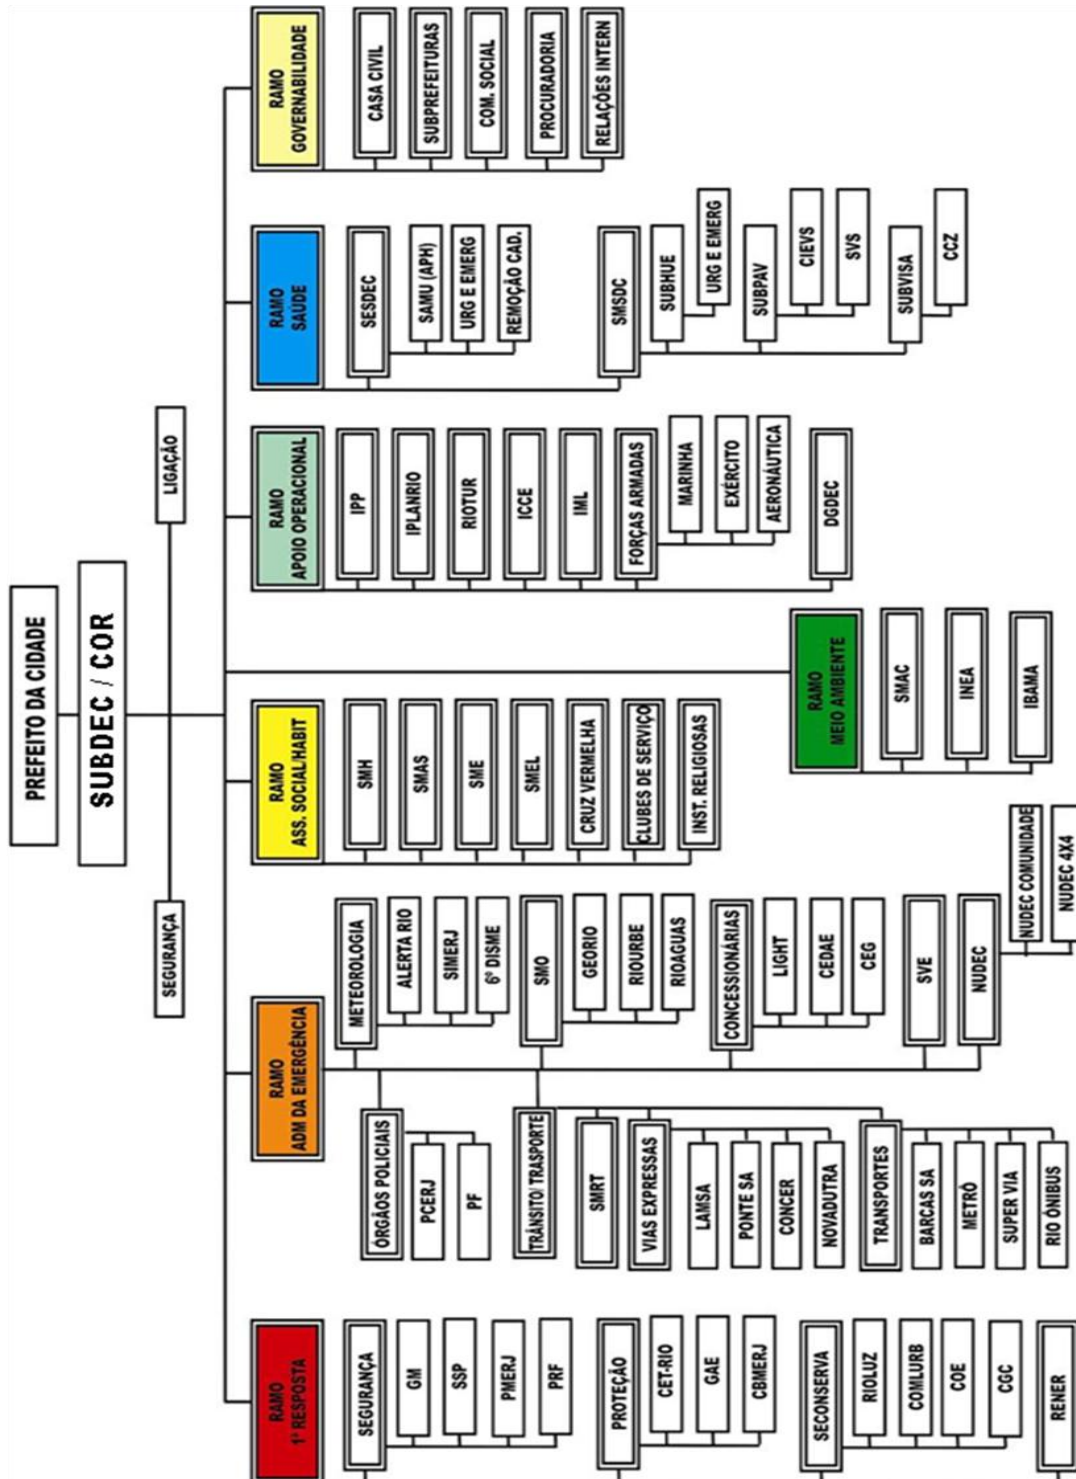 PREFEITO DA CIDADE
SUBDEC / COR
SEGURANÇA
LIGAÇÃO
RAMO
1ª RESPOSTA
SEGURANÇA
GM
SSP
PMERJ
PRF
PROTEÇÃO
CET-RIO
GAE
CBMERJ
SECONSERVA
RIOLUZ
COMLURB
COE
CGC
RENER
RAMO
ADM DA EMERGÊNCIA
ÓRGÃOS POLICIAIS
PCERJ
PF
TRÂNSITO/ TRASPORTE
SMRT
VIAS EXPRESSAS
LAMSA
PONTE SA
CONCER
NOVADUTRA
TRANSPORTES
BARCAS SA
METRÔ
SUPER VIA
RIO ÔNIBUS
METEOROLOGIA
ALERTA RIO
SIMERJ
6º DISME
SMO
GEORIO
RIOURBE
RIOAGUAS
CONCESSIONÁRIAS
LIGHT
CEDAE
CEG
SVE
NUDEC
NUDEC COMUNIDADE
NUDEC 4X4
RAMO
ASS. SOCIAL/HABIT
SMH
SMAS
SME
SMEL
CRUZ VERMELHA
CLUBES DE SERVIÇO
INST. RELIGIOSAS
RAMO
MEIO AMBIENTE
SMAC
INEA
IBAMA
RAMO
APOIO OPERACIONAL
IPP
IPLANRIO
RIOTUR
ICCE
IML
FORÇAS ARMADAS
MARINHA
EXÉRCITO
AERONÁUTICA
DGDEC
RAMO
SAÚDE
SESDEC
SAMU (APH)
URG E EMERG
REMOÇÃO CAD.
SMSDC
SUBHUE
URG E EMERG
SUBPAV
CIEVS
SVS
SUBVISA
CCZ
RAMO
GOVERNABILIDADE
CASA CIVIL
SUBPREFEITURAS
COM. SOCIAL
PROCURADORIA
RELAÇÕES INTERN